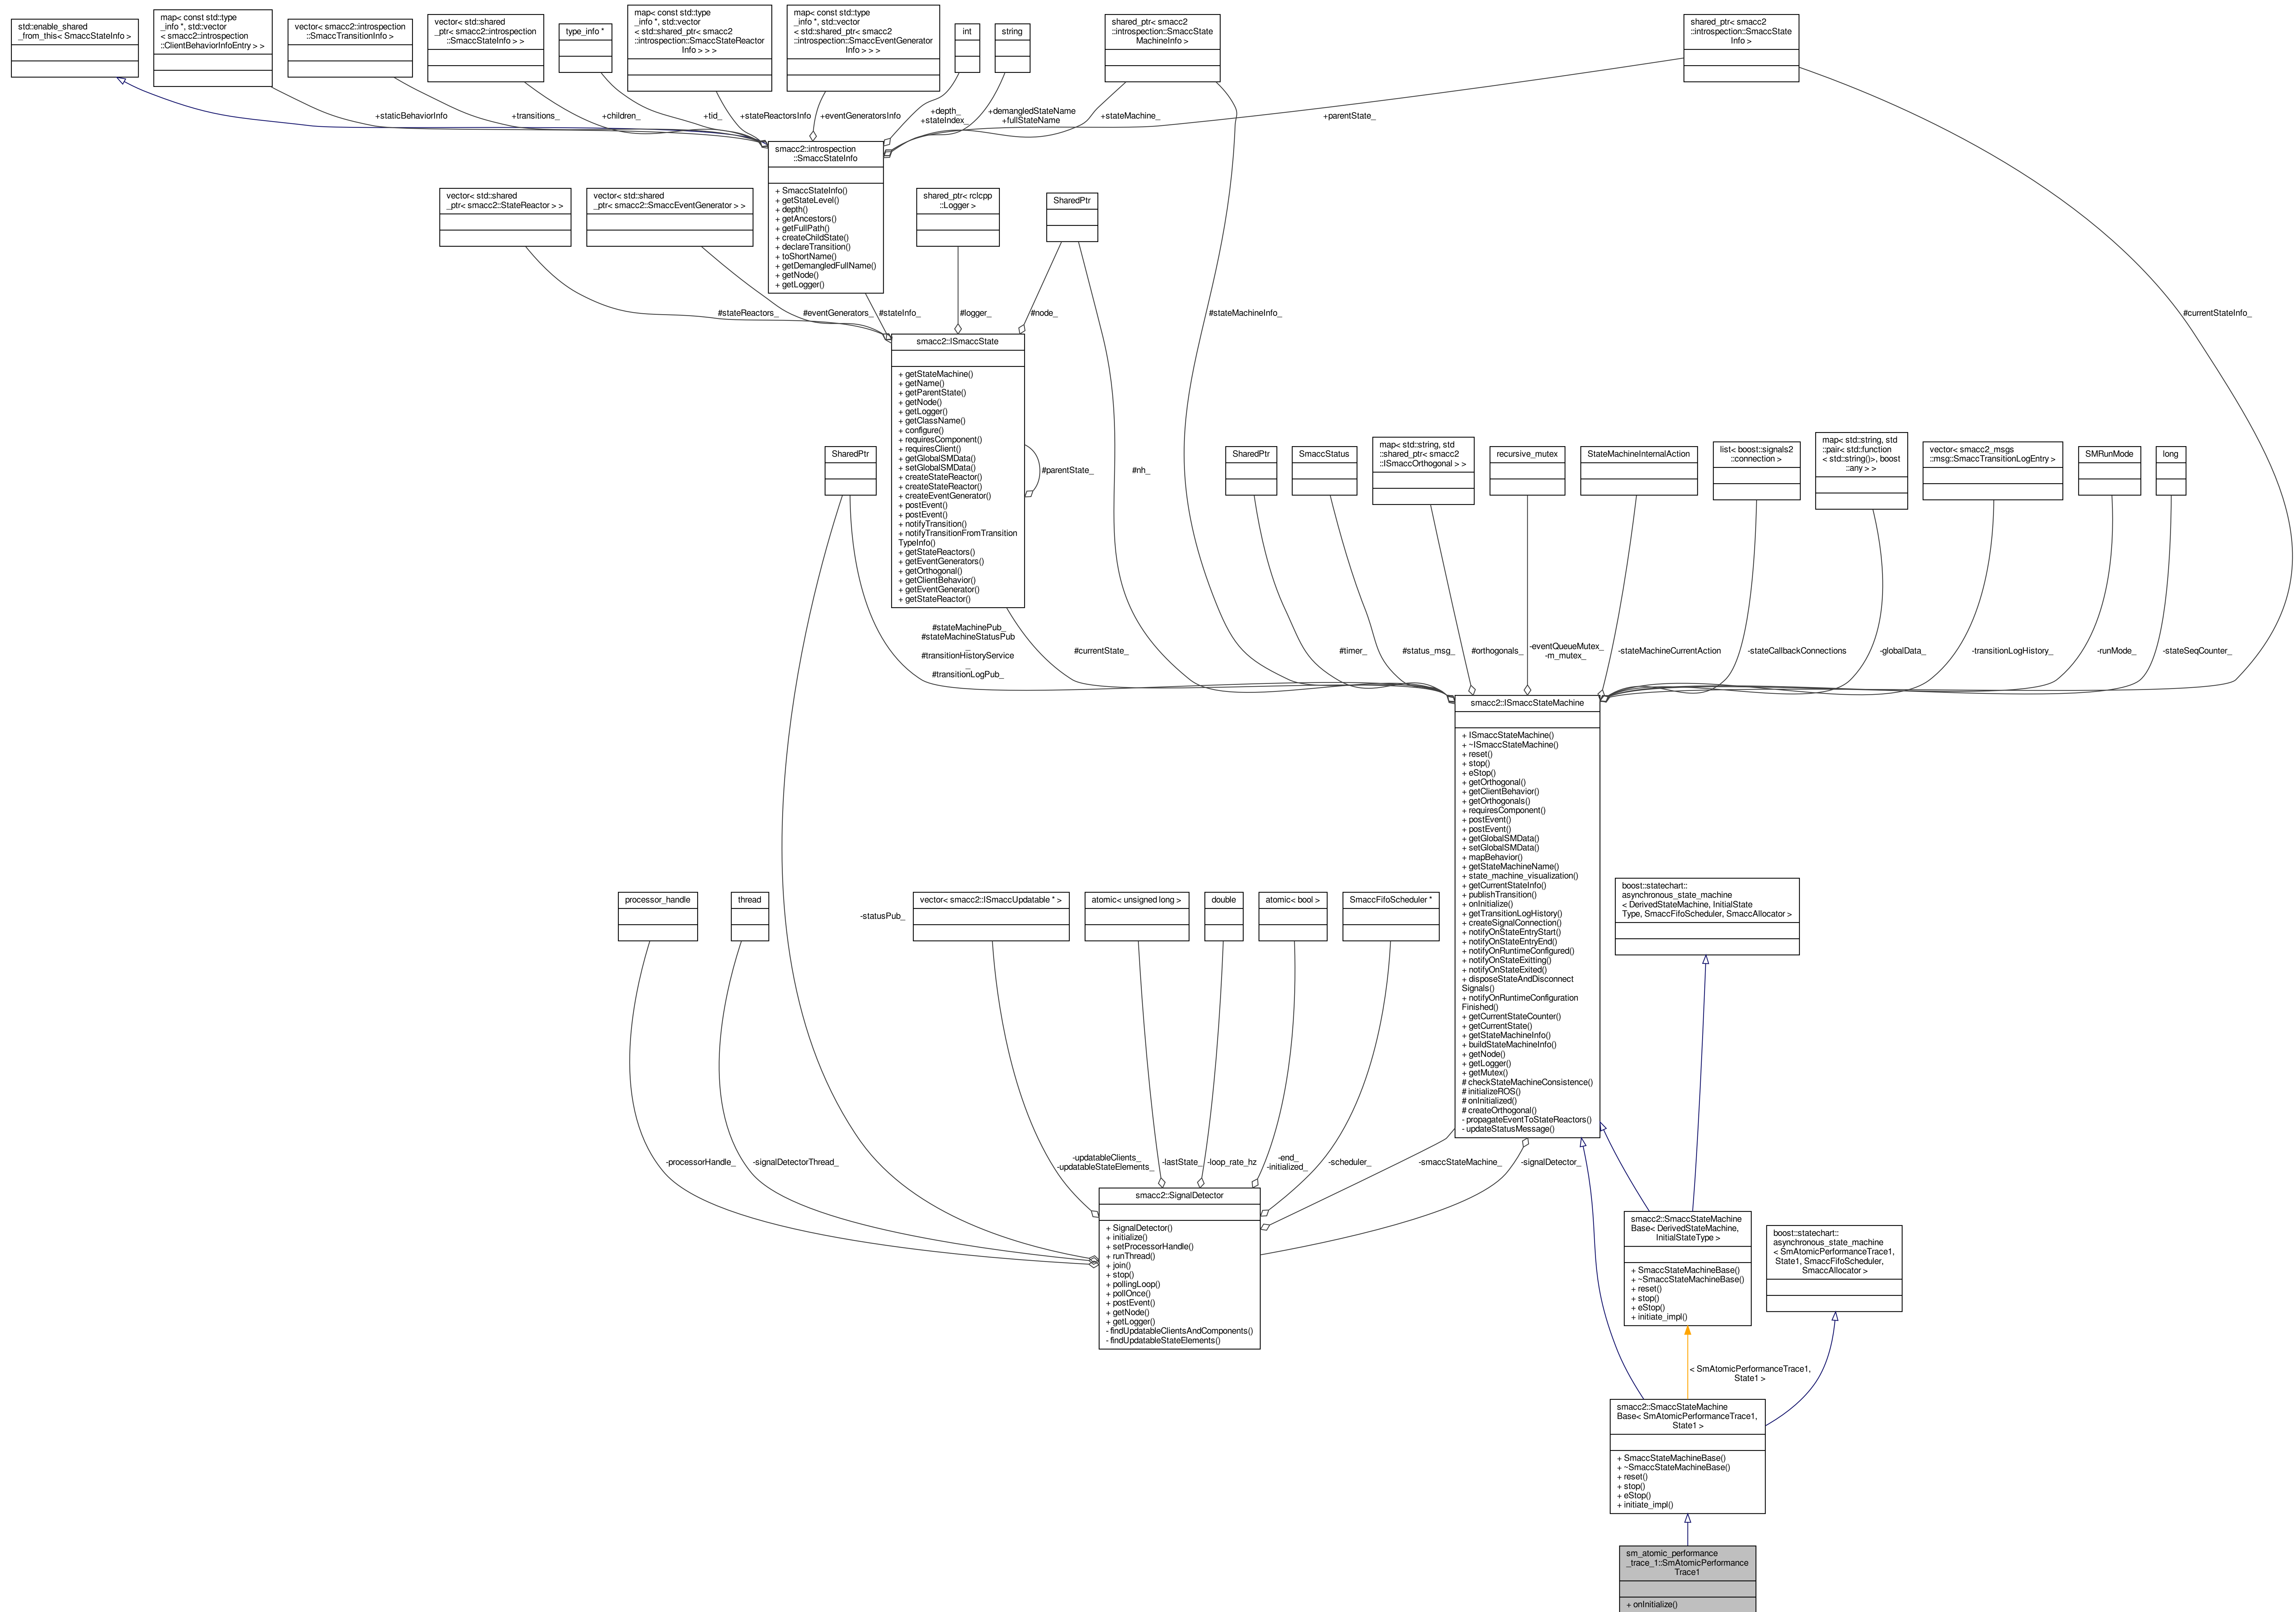 std::enable_shared
_from_this< SmaccStateInfo >
map< const std::type
_info *, std::vector
< smacc2::introspection
::ClientBehaviorInfoEntry > >
vector< smacc2::introspection
::SmaccTransitionInfo >
vector< std::shared
_ptr< smacc2::introspection
::SmaccStateInfo > >
type_info *
map< const std::type
_info *, std::vector
< std::shared_ptr< smacc2
::introspection::SmaccStateReactor
Info > > >
map< const std::type
_info *, std::vector
< std::shared_ptr< smacc2
::introspection::SmaccEventGenerator
Info > > >
int
string
shared_ptr< smacc2
::introspection::SmaccState
MachineInfo >
shared_ptr< smacc2
::introspection::SmaccState
Info >
+staticBehaviorInfo
+transitions_
+children_
+tid_
+stateReactorsInfo
+eventGeneratorsInfo
+depth_
+stateIndex_
+demangledStateName
+fullStateName
+stateMachine_
+parentState_
smacc2::introspection
::SmaccStateInfo
+ SmaccStateInfo()
+ getStateLevel()
+ depth()
+ getAncestors()
+ getFullPath()
+ createChildState()
+ declareTransition()
+ toShortName()
+ getDemangledFullName()
+ getNode()
+ getLogger()
vector< std::shared
_ptr< smacc2::StateReactor > >
vector< std::shared
_ptr< smacc2::SmaccEventGenerator > >
shared_ptr< rclcpp
::Logger >
SharedPtr
#stateReactors_
#eventGenerators_
#stateInfo_
#logger_
#node_
#stateMachineInfo_
#currentStateInfo_
smacc2::ISmaccState
+ getStateMachine()
+ getName()
+ getParentState()
+ getNode()
+ getLogger()
+ getClassName()
+ configure()
+ requiresComponent()
+ requiresClient()
+ getGlobalSMData()
+ setGlobalSMData()
+ createStateReactor()
+ createStateReactor()
+ createEventGenerator()
+ postEvent()
+ postEvent()
+ notifyTransition()
+ notifyTransitionFromTransition
TypeInfo()
+ getStateReactors()
+ getEventGenerators()
+ getOrthogonal()
+ getClientBehavior()
+ getEventGenerator()
+ getStateReactor()
#parentState_
#nh_
SharedPtr
SharedPtr
SmaccStatus
map< std::string, std
::shared_ptr< smacc2
::ISmaccOrthogonal > >
recursive_mutex
StateMachineInternalAction
list< boost::signals2
::connection >
map< std::string, std
::pair< std::function
< std::string()>, boost
::any > >
vector< smacc2_msgs
::msg::SmaccTransitionLogEntry >
SMRunMode
long
#stateMachinePub_
#stateMachineStatusPub
_
#transitionHistoryService
_
#transitionLogPub_
#currentState_
#timer_
#status_msg_
#orthogonals_
-eventQueueMutex_
-m_mutex_
-stateMachineCurrentAction
-stateCallbackConnections
-globalData_
-transitionLogHistory_
-runMode_
-stateSeqCounter_
smacc2::ISmaccStateMachine
+ ISmaccStateMachine()
+ ~ISmaccStateMachine()
+ reset()
+ stop()
+ eStop()
+ getOrthogonal()
+ getClientBehavior()
+ getOrthogonals()
+ requiresComponent()
+ postEvent()
+ postEvent()
+ getGlobalSMData()
+ setGlobalSMData()
+ mapBehavior()
+ getStateMachineName()
+ state_machine_visualization()
+ getCurrentStateInfo()
+ publishTransition()
+ onInitialize()
+ getTransitionLogHistory()
+ createSignalConnection()
+ notifyOnStateEntryStart()
+ notifyOnStateEntryEnd()
+ notifyOnRuntimeConfigured()
+ notifyOnStateExitting()
+ notifyOnStateExited()
+ disposeStateAndDisconnect
Signals()
+ notifyOnRuntimeConfiguration
Finished()
+ getCurrentStateCounter()
+ getCurrentState()
+ getStateMachineInfo()
+ buildStateMachineInfo()
+ getNode()
+ getLogger()
+ getMutex()
# checkStateMachineConsistence()
# initializeROS()
# onInitialized()
# createOrthogonal()
- propagateEventToStateReactors()
- updateStatusMessage()
processor_handle
thread
-statusPub_
vector< smacc2::ISmaccUpdatable * >
atomic< unsigned long >
double
atomic< bool >
SmaccFifoScheduler *
boost::statechart::
asynchronous_state_machine
< DerivedStateMachine, InitialState
Type, SmaccFifoScheduler, SmaccAllocator >
-processorHandle_
-signalDetectorThread_
-updatableClients_
-updatableStateElements_
-lastState_
-loop_rate_hz
-end_
-initialized_
-scheduler_
-smaccStateMachine_
-signalDetector_
smacc2::SignalDetector
+ SignalDetector()
+ initialize()
+ setProcessorHandle()
+ runThread()
+ join()
+ stop()
+ pollingLoop()
+ pollOnce()
+ postEvent()
+ getNode()
+ getLogger()
- findUpdatableClientsAndComponents()
- findUpdatableStateElements()
smacc2::SmaccStateMachine
Base< DerivedStateMachine,
InitialStateType >
+ SmaccStateMachineBase()
+ ~SmaccStateMachineBase()
+ reset()
+ stop()
+ eStop()
+ initiate_impl()
boost::statechart::
asynchronous_state_machine
< SmAtomicPerformanceTrace1,
State1, SmaccFifoScheduler,
SmaccAllocator >
< SmAtomicPerformanceTrace1,
State1 >
smacc2::SmaccStateMachine
Base< SmAtomicPerformanceTrace1,
State1 >
+ SmaccStateMachineBase()
+ ~SmaccStateMachineBase()
+ reset()
+ stop()
+ eStop()
+ initiate_impl()
sm_atomic_performance
_trace_1::SmAtomicPerformance
Trace1
+ onInitialize()